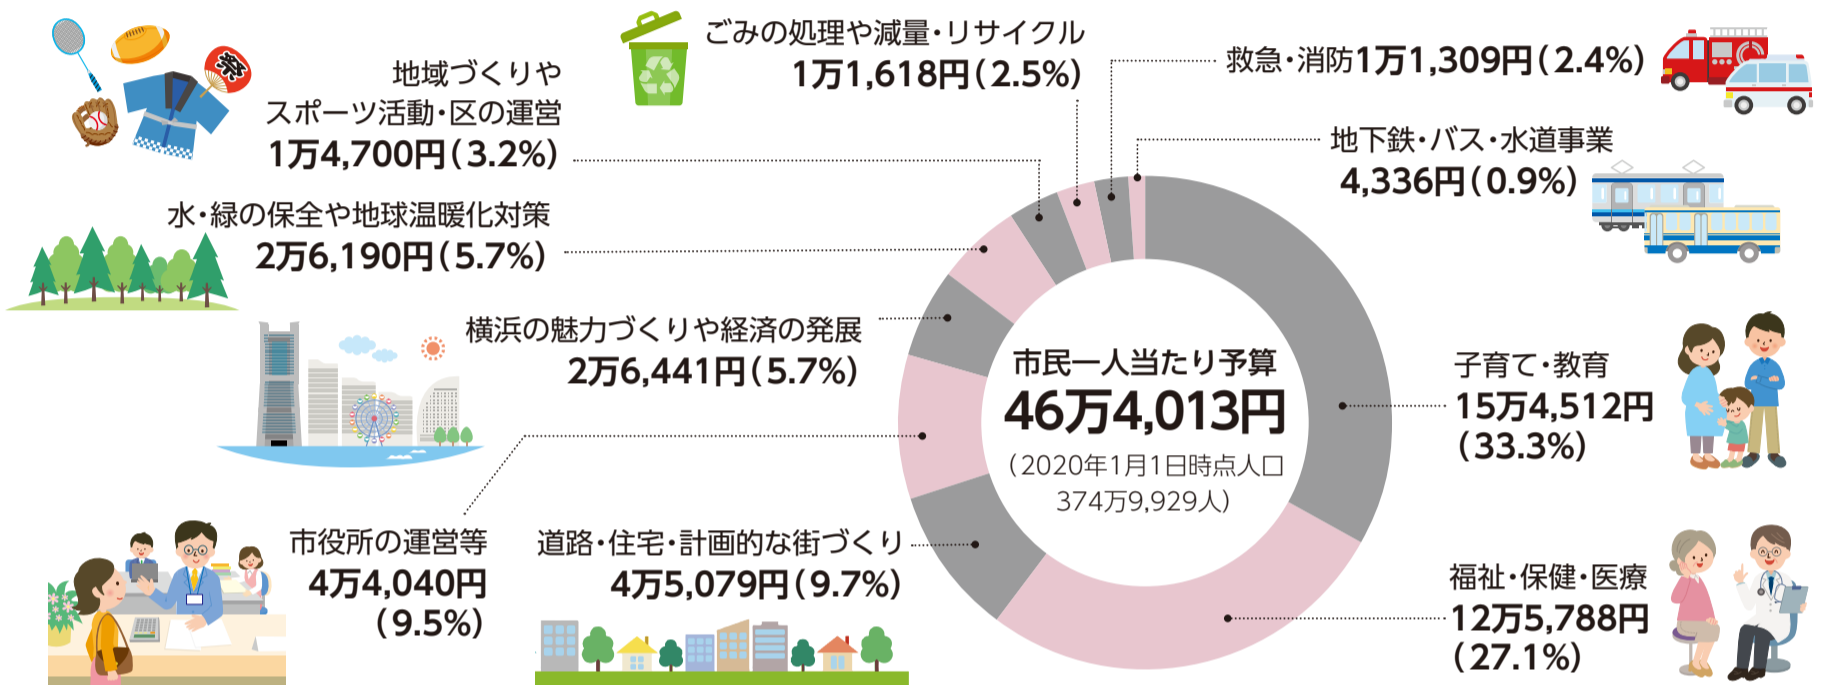 祭
地域づくりや
スポーツ活動・区の運営
1万4,700円(3.2%)
ごみの処理や減量・リサイクル
1万1,618円(2.5%)
救急・消防1万1,309円(2.4%)
地下鉄・バス・水道事業
4,336円(0.9%)
水・緑の保全や地球温暖化対策
2万6,190円(5.7%)
横浜の魅力づくりや経済の発展
2万6,441円(5.7%)
市民一人当たり予算
46万4,013円
(2020年1月1日時点人口
374万9,929人)
子育て・教育
15万4,512円
(33.3%)
市役所の運営等
4万4,040円
(9.5%)
道路・住宅・計画的な街づくり
4万5,079円(9.7%)
福祉・保健・医療
12万5,788円
(27.1%)